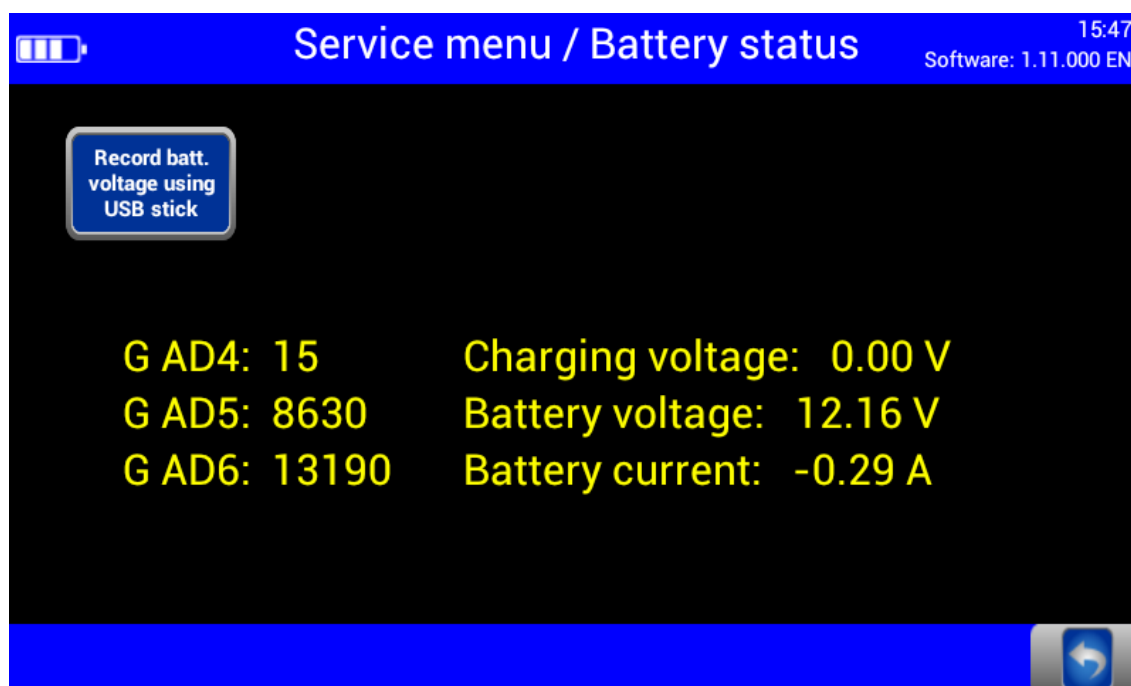 Service menu / Battery status
15:47
Software: 1.11.000 EN
Record batt.
voltage using
USB stick
G AD4: 15 Charging voltage: 0.00 V
G AD5: 8630 Battery voltage: 12.16 V
G AD6: 13190 Battery current: -0.29 A